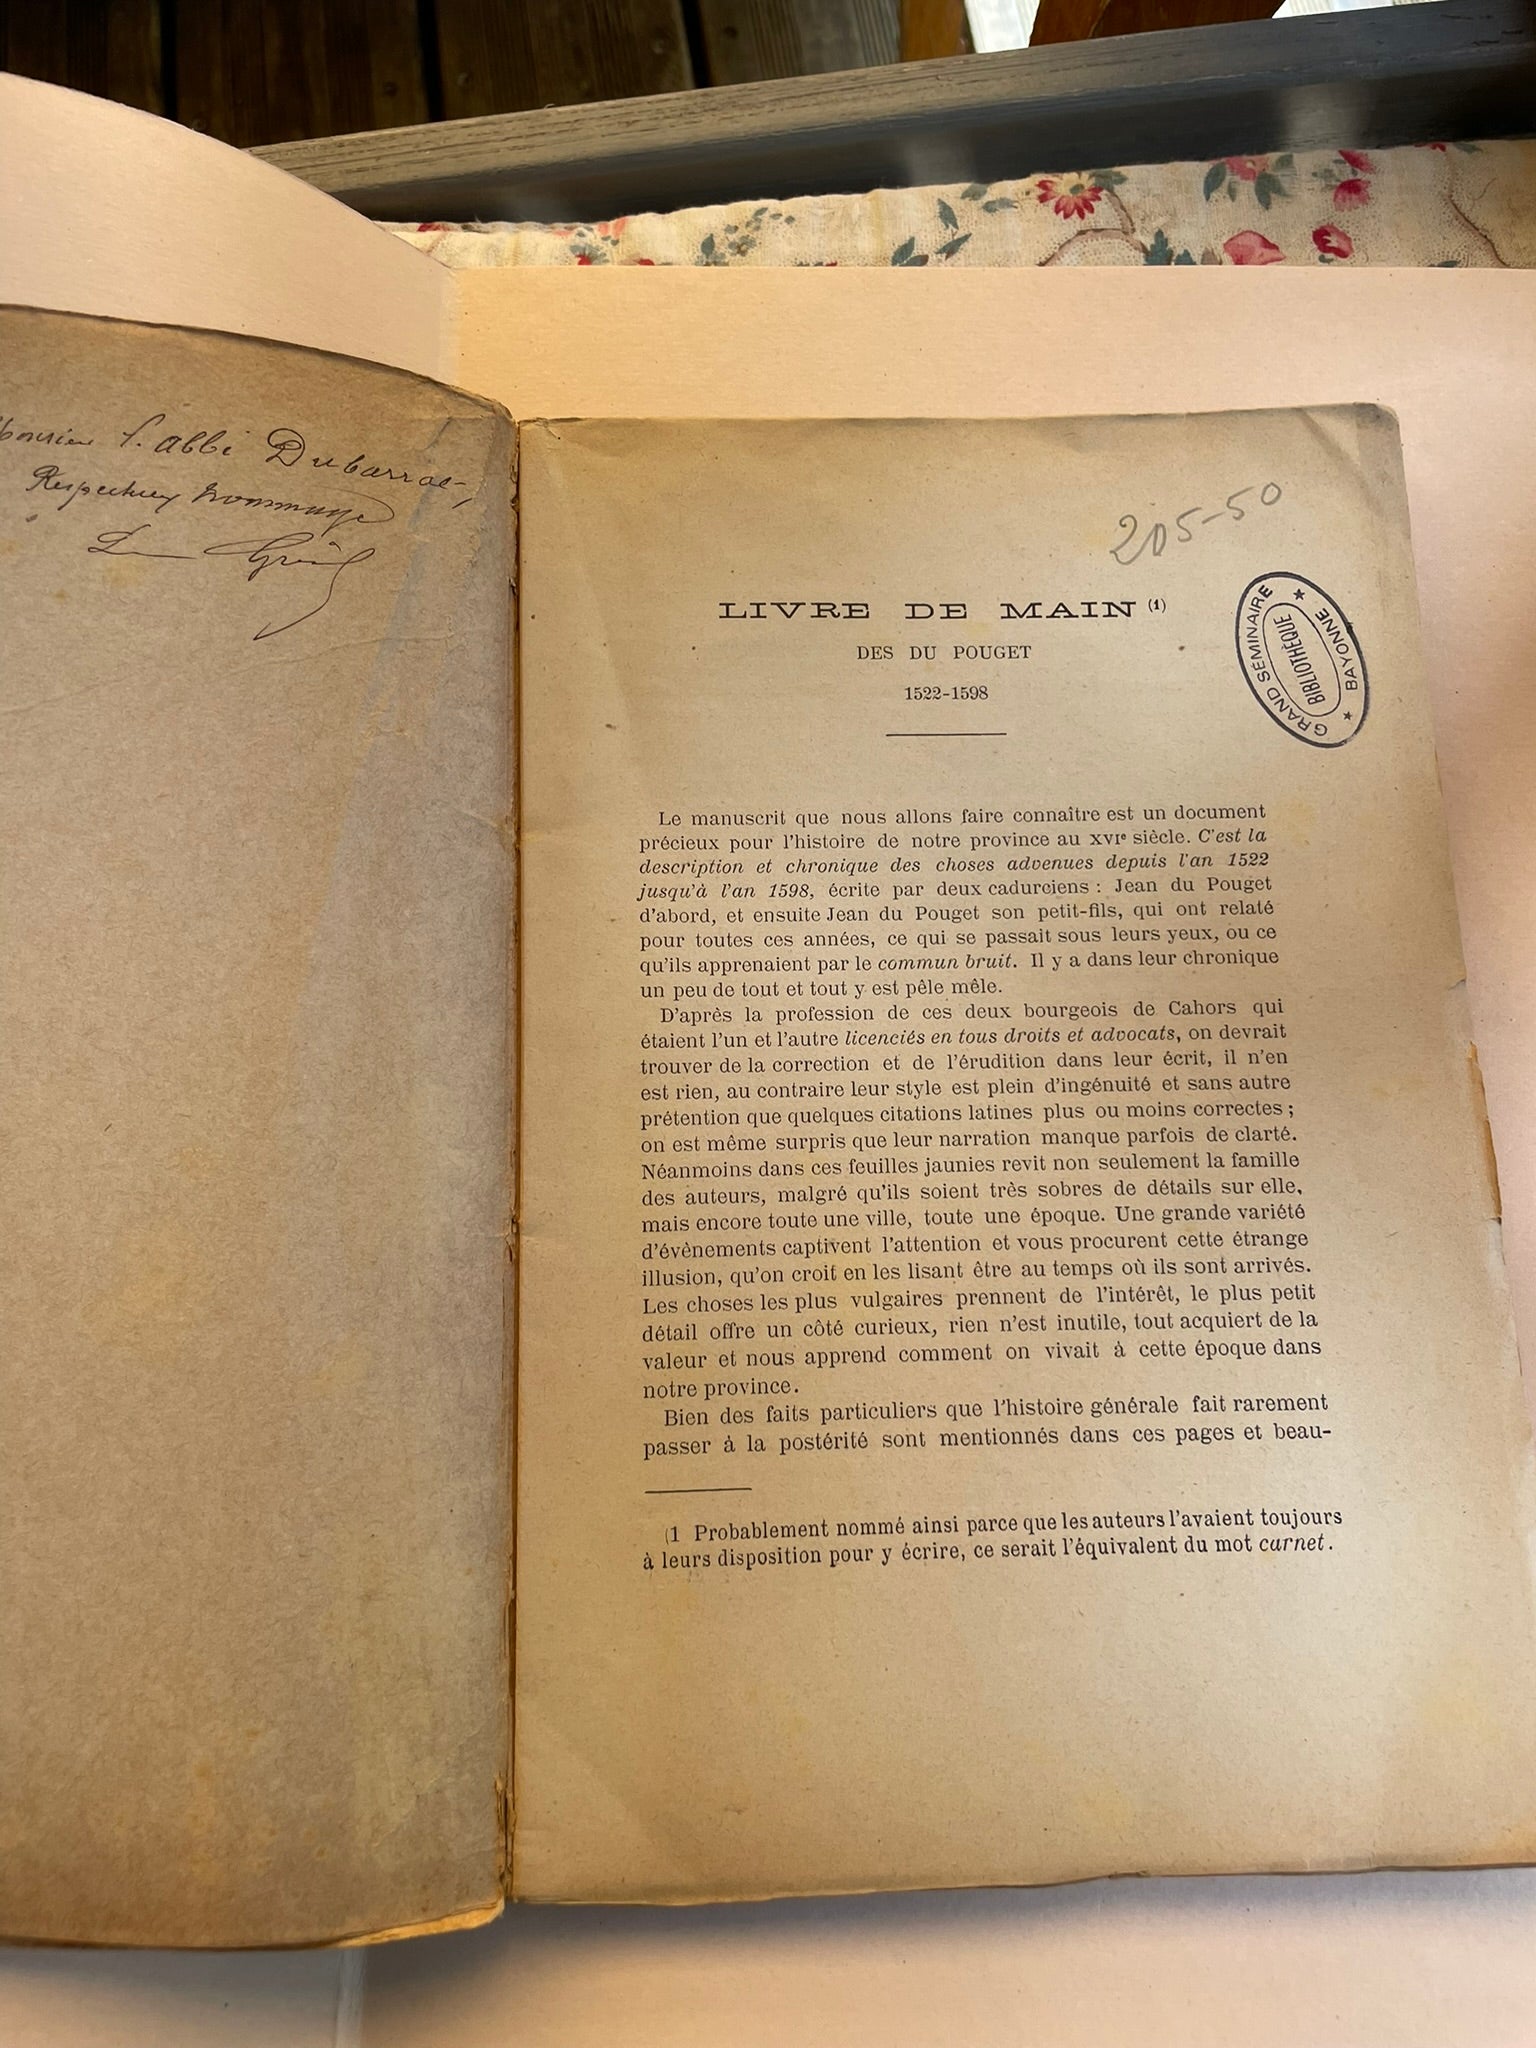 l'abbé Dubarrat,
Respectueux hommage
205-50
GRAND SÉMINAIRE
BIBLIOTHÈQUE
★ BAYONNE ★
LIVRE DE MAIN (1)
DES DU POUGET
1522-1598
Le manuscrit que nous allons faire connaître est un document
précieux pour l'histoire de notre province au XVIe siècle. C'est la
description et chronique des choses advenues depuis l'an 1522
jusqu'à l'an 1598, écrite par deux cadurciens : Jean du Pouget
d'abord, et ensuite Jean du Pouget son petit-fils, qui ont relaté
pour toutes ces années, ce qui se passait sous leurs yeux, ou ce
qu'ils apprenaient par le commun bruit. Il y a dans leur chronique
un peu de tout et tout y est pêle mêle.
D'après la profession de ces deux bourgeois de Cahors qui
étaient l'un et l'autre licenciés en tous droits et advocats, on devrait
trouver de la correction et de l'érudition dans leur écrit, il n'en
est rien, au contraire leur style est plein d'ingénuité et sans autre
prétention que quelques citations latines plus ou moins correctes ;
on est même surpris que leur narration manque parfois de clarté.
Néanmoins dans ces feuilles jaunies revit non seulement la famille
des auteurs, malgré qu'ils soient très sobres de détails sur elle,
mais encore toute une ville, toute une époque. Une grande variété
d'évènements captivent l'attention et vous procurent cette étrange
illusion, qu'on croit en les lisant être au temps où ils sont arrivés.
Les choses les plus vulgaires prennent de l'intérêt, le plus petit
détail offre un côté curieux, rien n'est inutile, tout acquiert de la
valeur et nous apprend comment on vivait à cette époque dans
notre province.
Bien des faits particuliers que l'histoire générale fait rarement
passer à la postérité sont mentionnés dans ces pages et beau-
(1 Probablement nommé ainsi parce que les auteurs l'avaient toujours
à leurs disposition pour y écrire, ce serait l'équivalent du mot carnet.